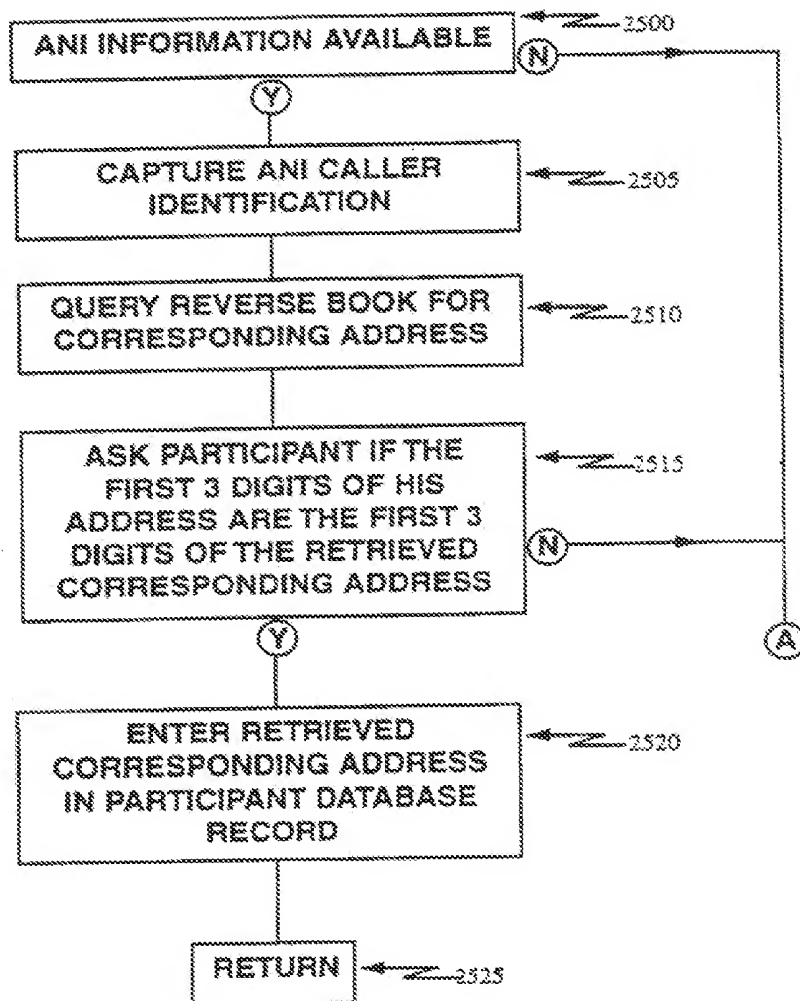 ANI INFORMATION AVAILABLE
2500
N
Y
CAPTURE ANI CALLER
IDENTIFICATION
2505
QUERY REVERSE BOOK FOR
CORRESPONDING ADDRESS
2510
ASK PARTICIPANT IF THE
FIRST 3 DIGITS OF HIS
ADDRESS ARE THE FIRST 3
DIGITS OF THE RETRIEVED
CORRESPONDING ADDRESS
2515
N
Y
A
ENTER RETRIEVED
CORRESPONDING ADDRESS
IN PARTICIPANT DATABASE
RECORD
2520
RETURN
2525